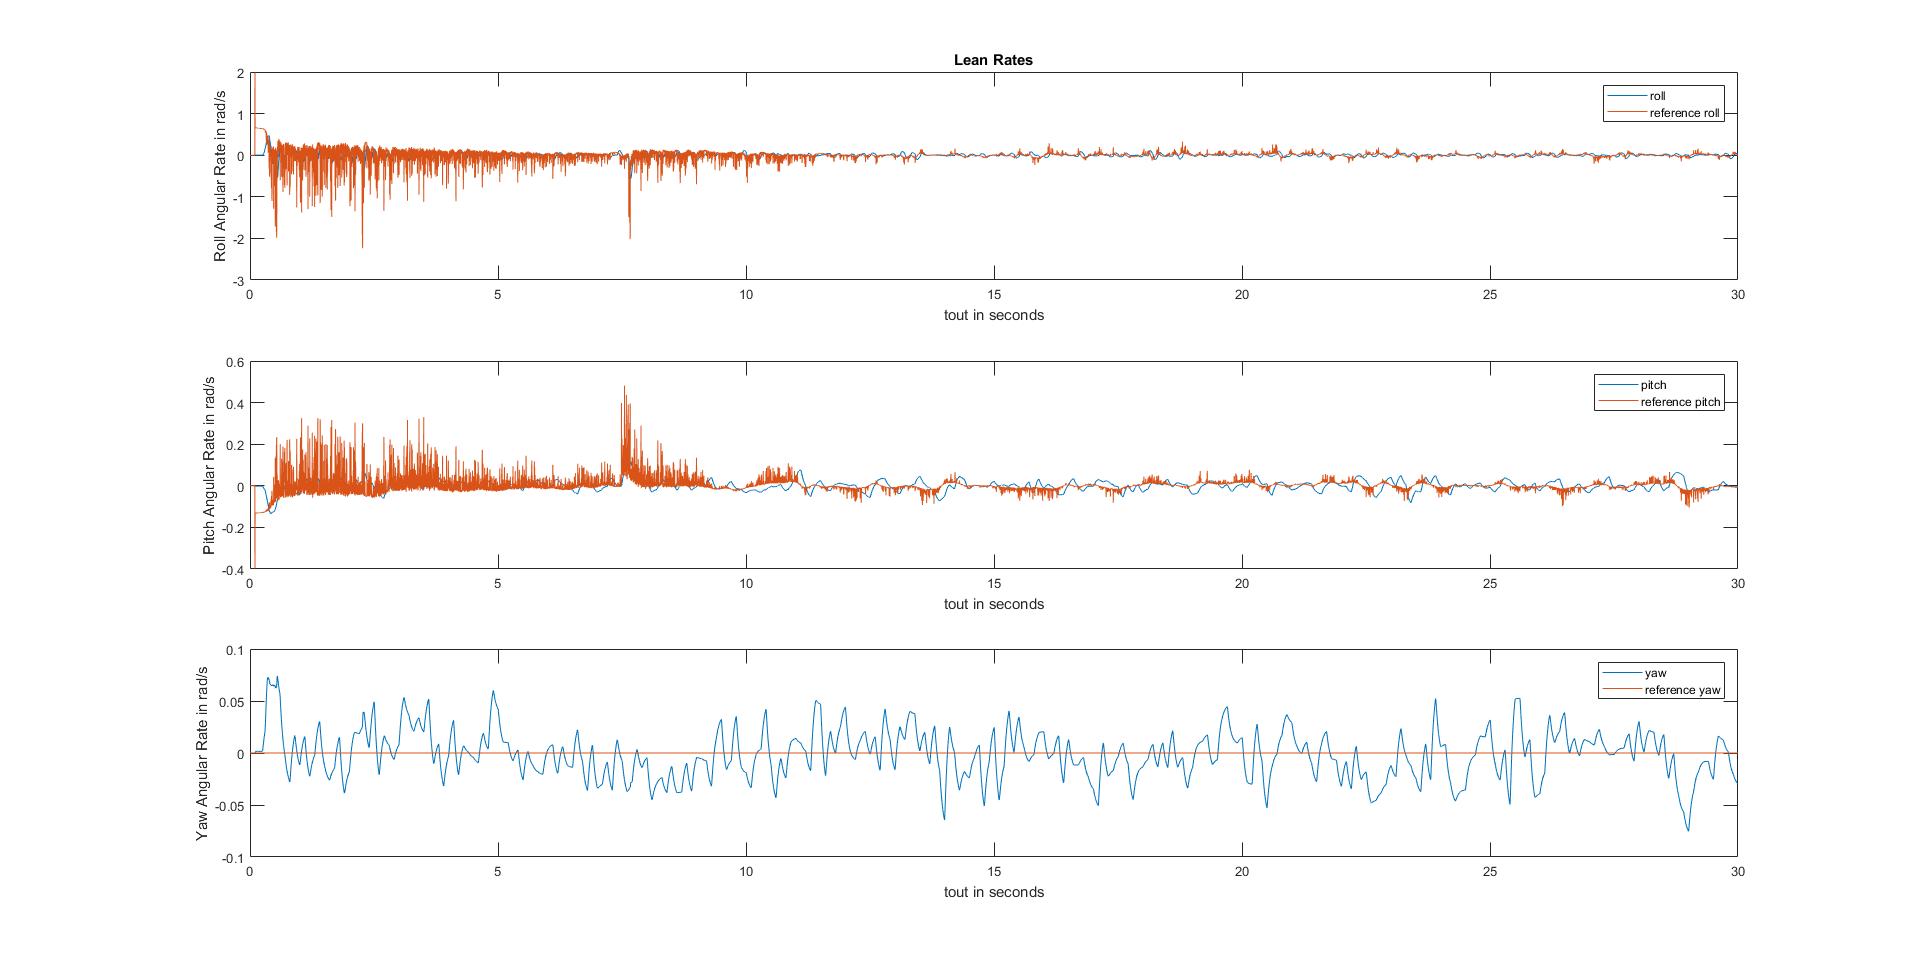 Lean Rates
Roll Angular Rate in rad/s
2
1
0
-1
-2
-3
roll
reference roll
0 5 10 15 20 25 30
tout in seconds
Pitch Angular Rate in rad/s
0.6
0.4
0.2
0
-0.2
-0.4
pitch
reference pitch
0 5 10 15 20 25 30
tout in seconds
Yaw Angular Rate in rad/s
0.1
0.05
0
-0.05
-0.1
yaw
reference yaw
0 5 10 15 20 25 30
tout in seconds